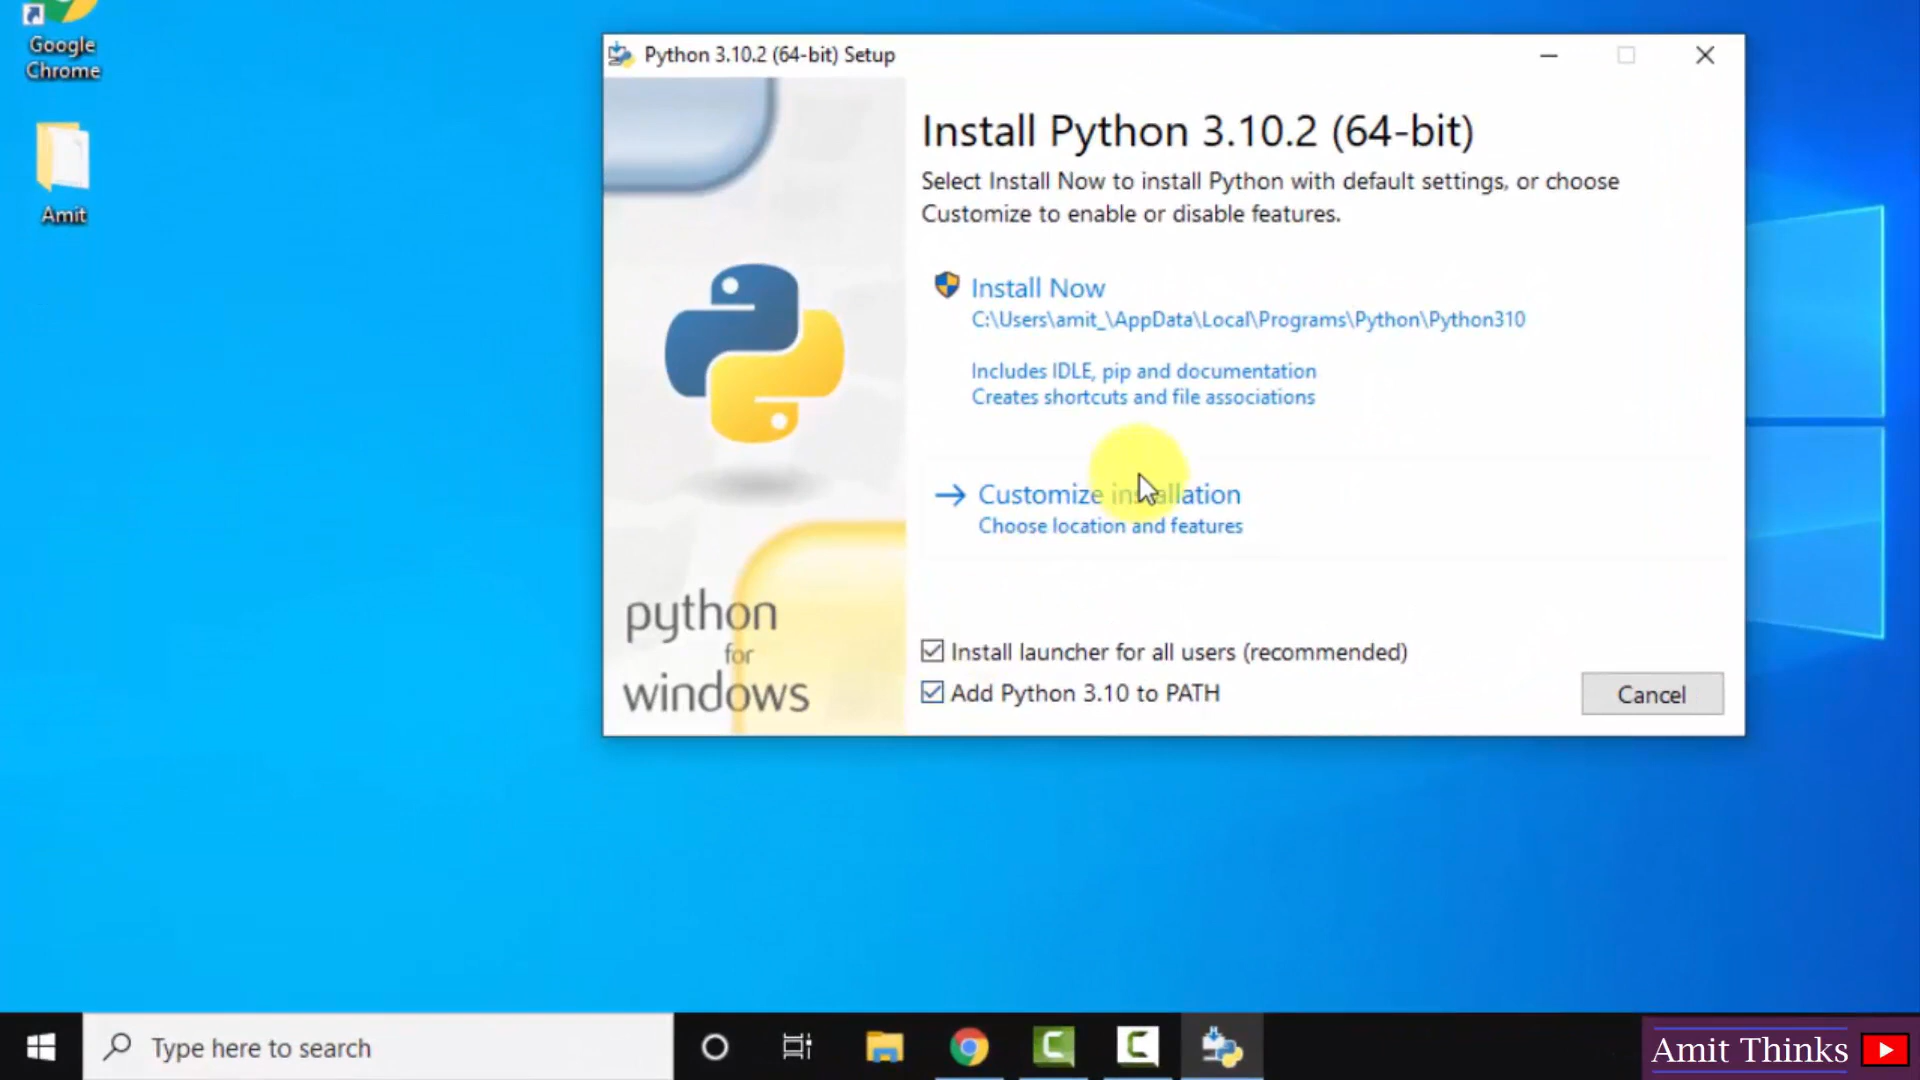 Google
Chrome
Amit
Python 3.10.2 (64-bit) Setup
Install Python 3.10.2 (64-bit)
Select Install Now to install Python with default settings, or choose
Customize to enable or disable features.
Install Now
C:\Users\amit_\AppData\Local\Programs\Python\Python310
Includes IDLE, pip and documentation
Creates shortcuts and file associations
Customize installation
Choose location and features
python
for
windows
Install launcher for all users (recommended)
Add Python 3.10 to PATH
Cancel
Type here to search
Amit Thinks